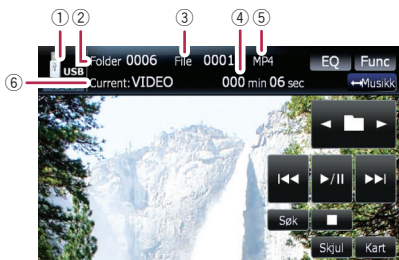 ① ② ③ ④ ⑤
USB Folder 0006 File 0001 MP4 EQ Func
⑥ Current: VIDEO 000 min 06 sec Musikk
Søk
Skjul Kart